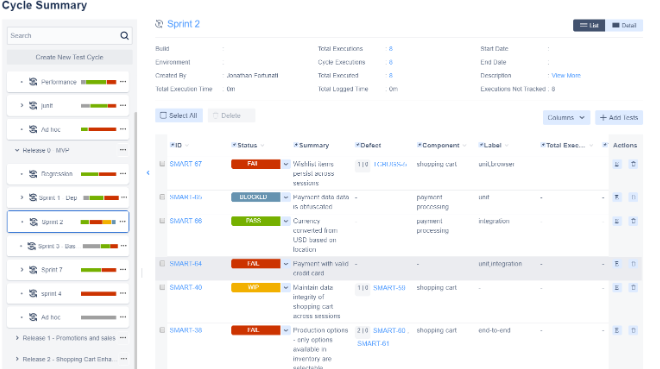 Cycle Summary
Search
Create New Test Cycle
Performance
junit
Ad hoc
Release 0 - MVP
Regression
Sprint 1 - Dep
Sprint 2
Sprint 3 - Bas
Sprint 7
sprint 4
Ad hoc
Release 1 - Promotions and sales
Release 2 - Shopping Cart Enha...
Sprint 2
List Detail
Build : Total Executions : 8 Start Date :
Environment : Cycle Executions : 8 End Date :
Created By : Jonathan Fortunati Total Executed : 8 Description : View More
Total Execution Time : 0m Total Logged Time : 0m Executions Not Tracked : 8
Select All Delete Columns + Add Tests
ID Status Summary Defect Component Label Total Exec... Actions
SMART-67 FAIL Wishlist items 1|0 shopping cart unit,browser
persist across
sessions
SMART-65 BLOCKED Payment data data - payment unit -
is obfuscated processing
SMART-66 PASS Currency - payment integration -
converted from processing
USD based on
location
SMART-64 FAIL Payment with valid - - unit,integration - -
credit card
SMART-40 WIP Maintain data 1|0 SMART-59 shopping cart - - -
integrity of
shopping cart
across sessions
SMART-38 FAIL Production options 2|0 SMART-60 , shopping cart end-to-end - -
- only options SMART-61
available in
inventory are
selectable